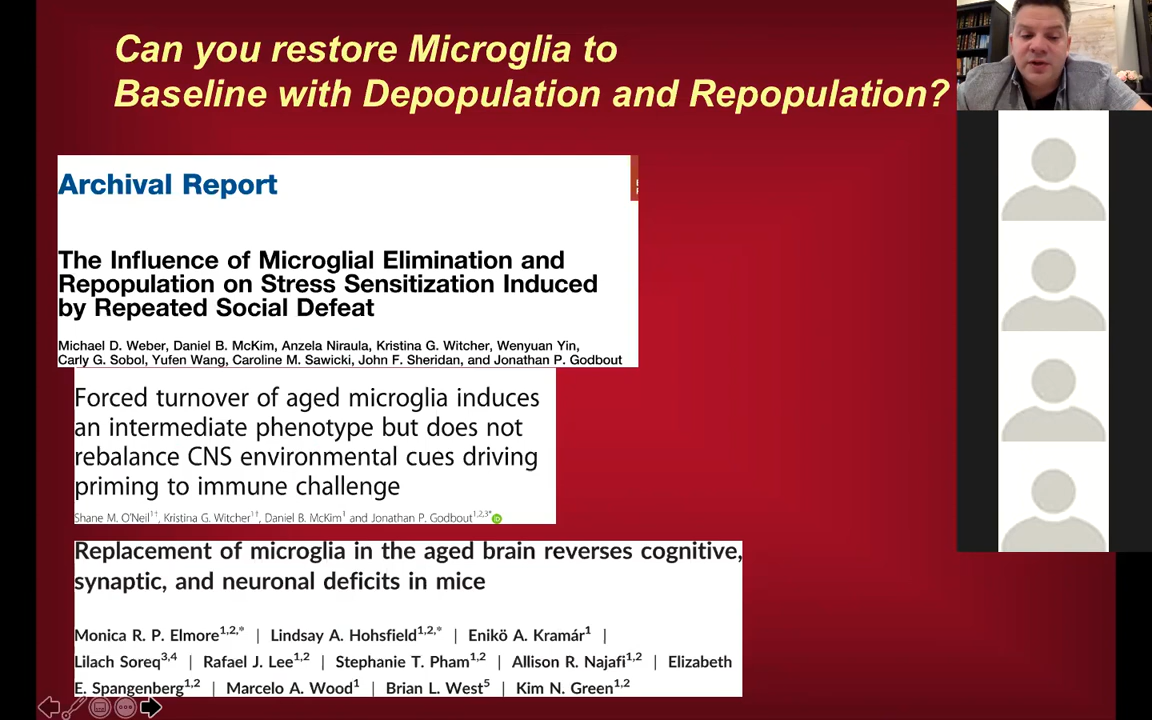 Can you restore Microglia to
Baseline with Depopulation and Repopulation?
Archival Report
The Influence of Microglial Elimination and
Repopulation on Stress Sensitization Induced
by Repeated Social Defeat
Michael D. Weber, Daniel B. McKim, Anzela Niraula, Kristina G. Witcher, Wenyuan Yin,
Carly G. Sobol, Yufen Wang, Caroline M. Sawicki, John F. Sheridan, and Jonathan P. Godbout
Forced turnover of aged microglia induces
an intermediate phenotype but does not
rebalance CNS environmental cues driving
priming to immune challenge
Shane M. O'Neil1†, Kristina G. Witcher1†, Daniel B. McKim1 and Jonathan P. Godbout1,2,3* iD
Replacement of microglia in the aged brain reverses cognitive,
synaptic, and neuronal deficits in mice
Monica R. P. Elmore1,2,* | Lindsay A. Hohsfield1,2,* | Enikö A. Kramár1 |
Lilach Soreq3,4 | Rafael J. Lee1,2 | Stephanie T. Pham1,2 | Allison R. Najafi1,2 | Elizabeth
E. Spangenberg1,2 | Marcelo A. Wood1 | Brian L. West5 | Kim N. Green1,2